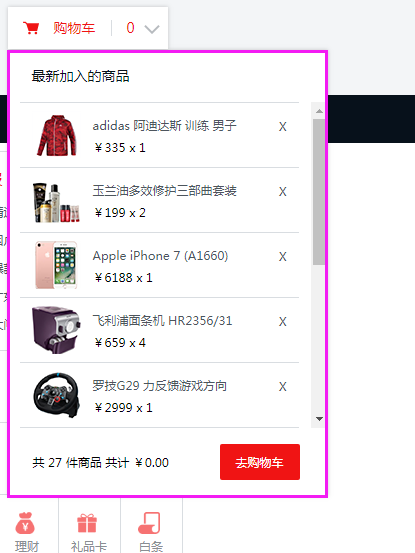 购物车 0
最新加入的商品
adidas 阿迪达斯 训练 男子 X
￥335 x 1
玉兰油多效修护三部曲套装 X
￥199 x 2
Apple iPhone 7 (A1660) X
￥6188 x 1
飞利浦面条机 HR2356/31 X
￥659 x 4
罗技G29 力反馈游戏方向 X
￥2999 x 1
共 27 件商品 共计 ￥0.00 去购物车
理财 礼品卡 白条